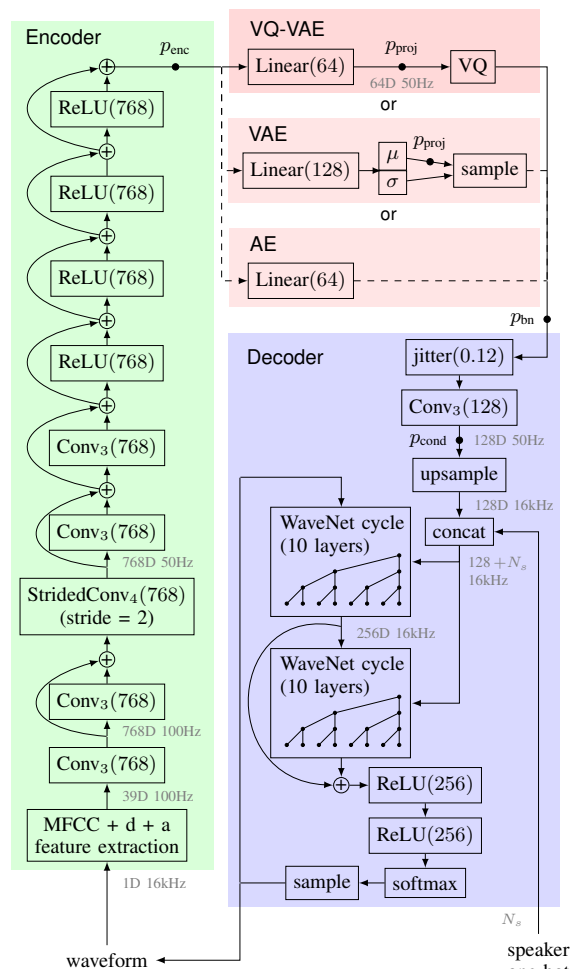 Encoder
p_enc
ReLU(768)
ReLU(768)
ReLU(768)
ReLU(768)
Conv₃(768)
Conv₃(768)
768D 50Hz
StridedConv₄(768)
(stride = 2)
Conv₃(768)
768D 100Hz
Conv₃(768)
39D 100Hz
MFCC + d + a
feature extraction
1D 16kHz
waveform
VQ-VAE
Linear(64)
p_proj
64D 50Hz
VQ
or
VAE
Linear(128)
μ
σ
p_proj
sample
or
AE
Linear(64)
p_bn
Decoder
jitter(0.12)
Conv₃(128)
p_cond
128D 50Hz
upsample
128D 16kHz
concat
128 + N_s
16kHz
WaveNet cycle
(10 layers)
256D 16kHz
WaveNet cycle
(10 layers)
ReLU(256)
ReLU(256)
softmax
sample
N_s
speaker